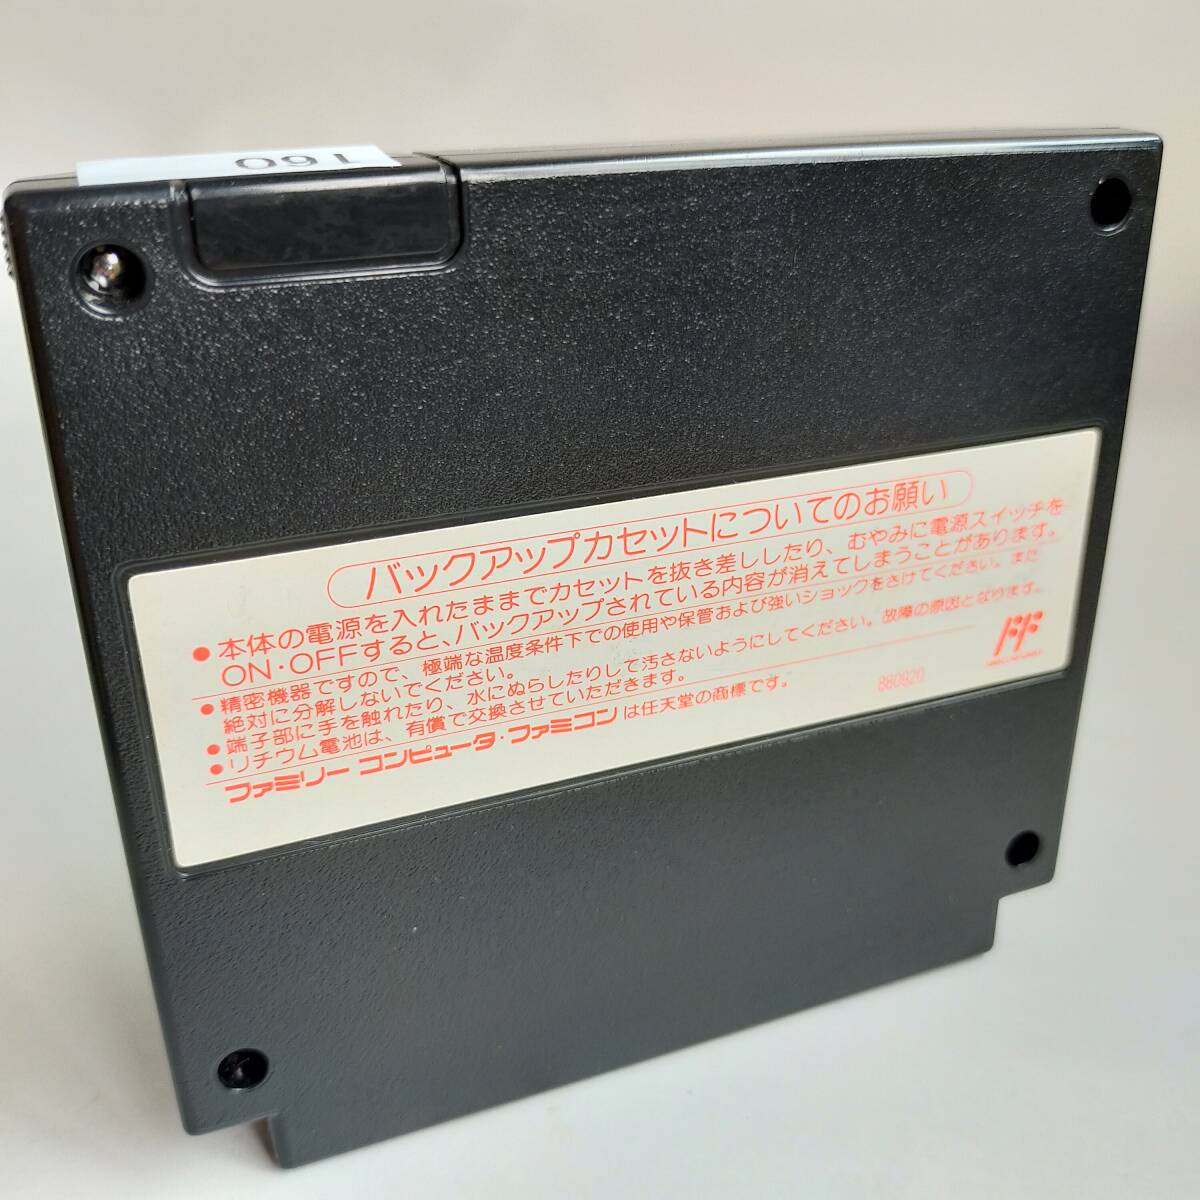 160
バックアップカセットについてのお願い
●本体の電源を入れたままでカセットを抜き差ししたり、むやみに電源スイッチを
ON・OFFすると、バックアップされている内容が消えてしまうことがあります。
●精密機器ですので、極端な温度条件下での使用や保管および強いショックをさけてください。また
絶対に分解しないでください。
●端子部に手を触れたり、水にぬらしたりして汚さないようにしてください。故障の原因となります。
●リチウム電池は、有償で交換させていただきます。
ファミリーコンピュータ・ファミコンは任天堂の商標です。
880920
FF